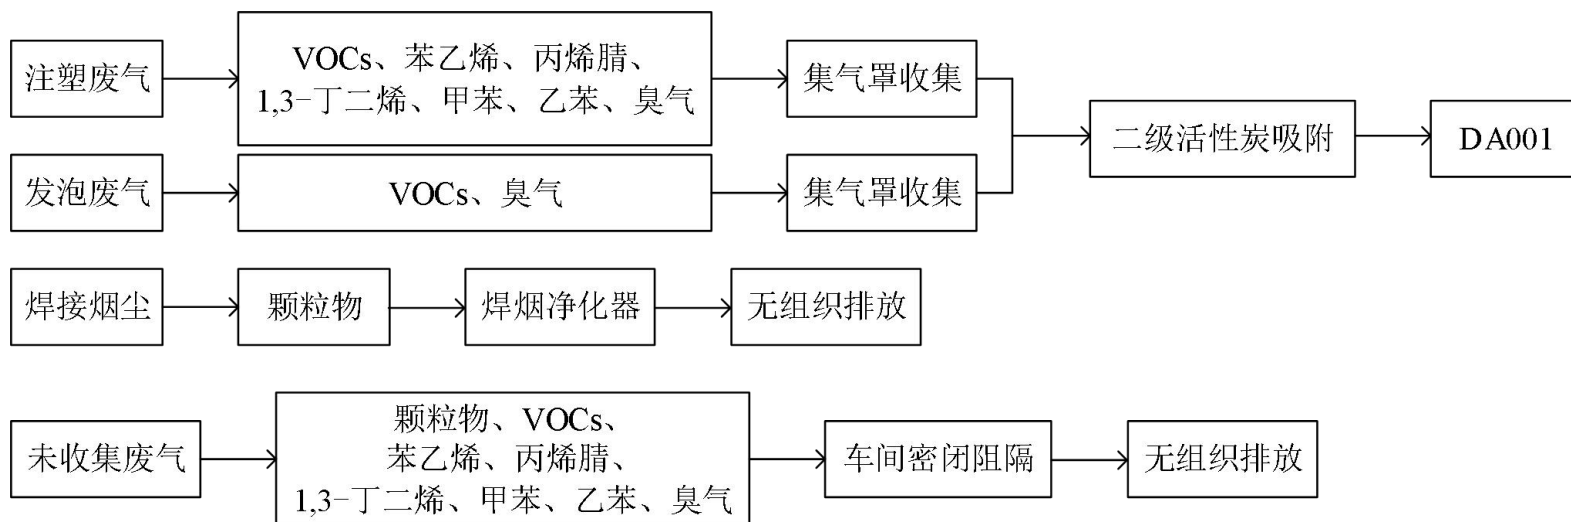 注塑废气
VOCs、苯乙烯、丙烯腈、
1,3-丁二烯、甲苯、乙苯、臭气
集气罩收集
二级活性炭吸附
DA001
发泡废气
VOCs、臭气
集气罩收集
焊接烟尘
颗粒物
焊烟净化器
无组织排放
未收集废气
颗粒物、VOCs、
苯乙烯、丙烯腈、
1,3-丁二烯、甲苯、乙苯、臭气
车间密闭阻隔
无组织排放